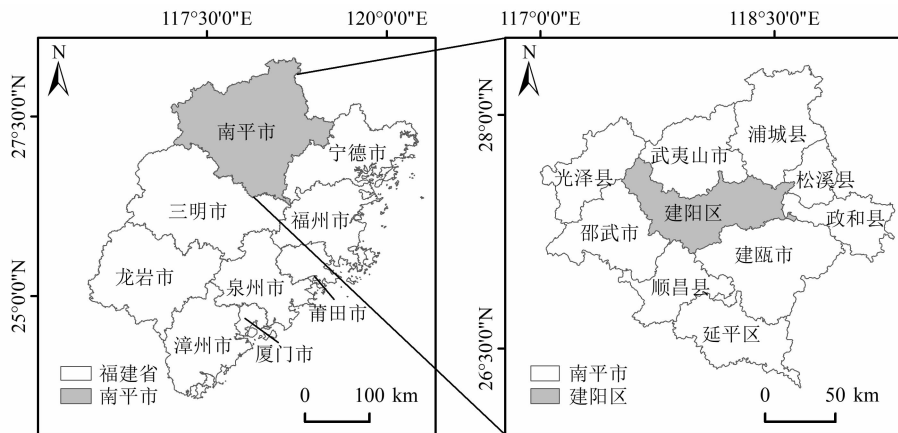 117°30'0"E
120°0'0"E
27°30'0"N
25°0'0"N
N
南平市
宁德市
三明市
福州市
龙岩市
泉州市
莆田市
漳州市
厦门市
福建省
南平市
0 100 km
117°0'0"E
118°30'0"E
28°0'0"N
26°30'0"N
N
浦城县
武夷山市
光泽县
松溪县
建阳区
政和县
邵武市
建瓯市
顺昌县
延平区
南平市
建阳区
0 50 km